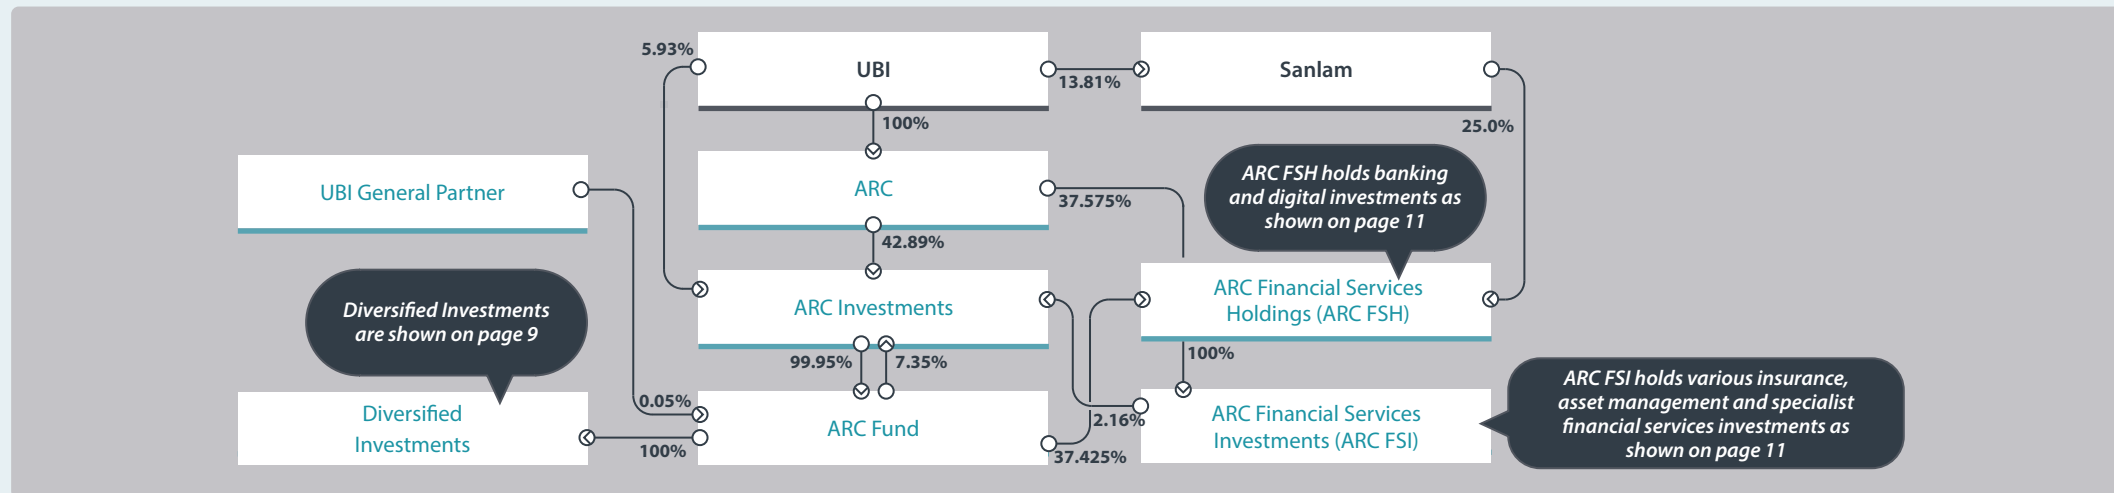 5.93%
UBI
13.81%
Sanlam
100%
25.0%
UBI General Partner
ARC
37.575%
ARC FSH holds banking
and digital investments as
shown on page 11
42.89%
Diversified Investments
are shown on page 9
ARC Investments
ARC Financial Services
Holdings (ARC FSH)
99.95%
7.35%
100%
Diversified
Investments
0.05%
100%
ARC Fund
2.16%
37.425%
ARC Financial Services
Investments (ARC FSI)
ARC FSI holds various insurance,
asset management and specialist
financial services investments as
shown on page 11